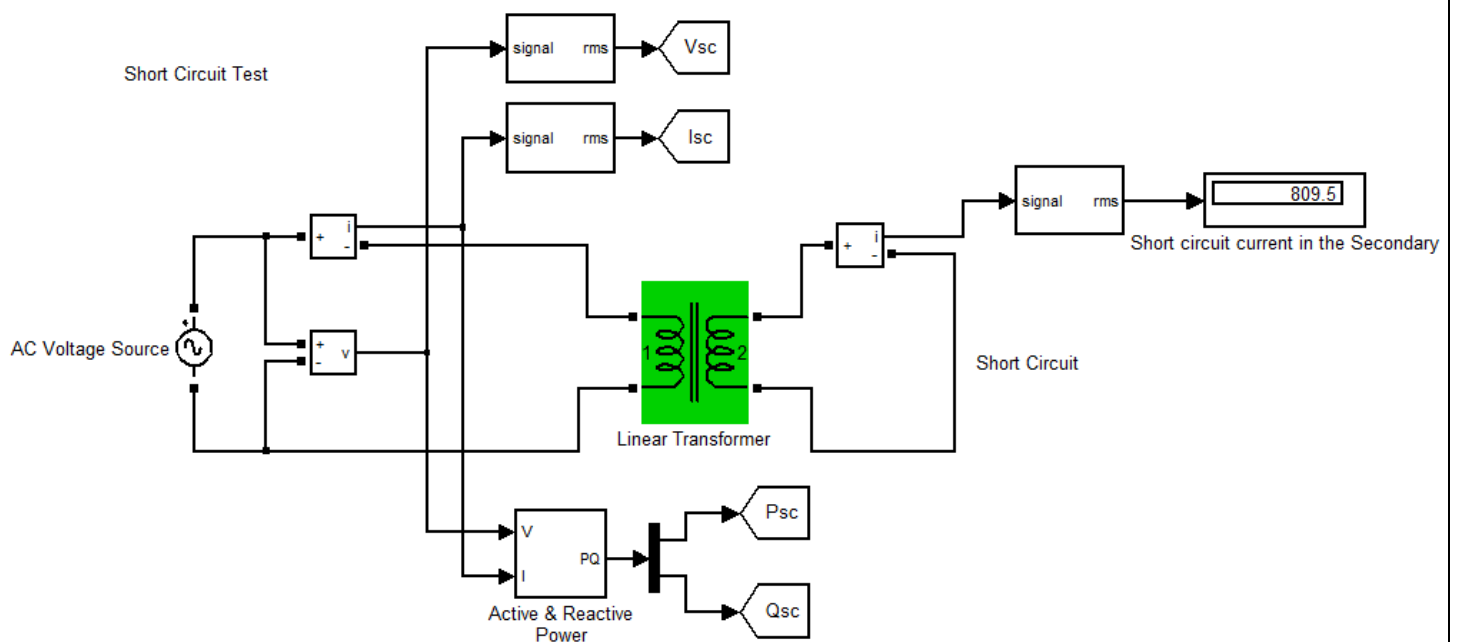 signal rms
Vsc
Short Circuit Test
signal rms
Isc
signal rms
809.5
Short circuit current in the Secondary
+ i
-
+ i
-
+
AC Voltage Source
+ v
-
1 2
Short Circuit
Linear Transformer
V
PQ
I
Psc
Active & Reactive
Power
Qsc